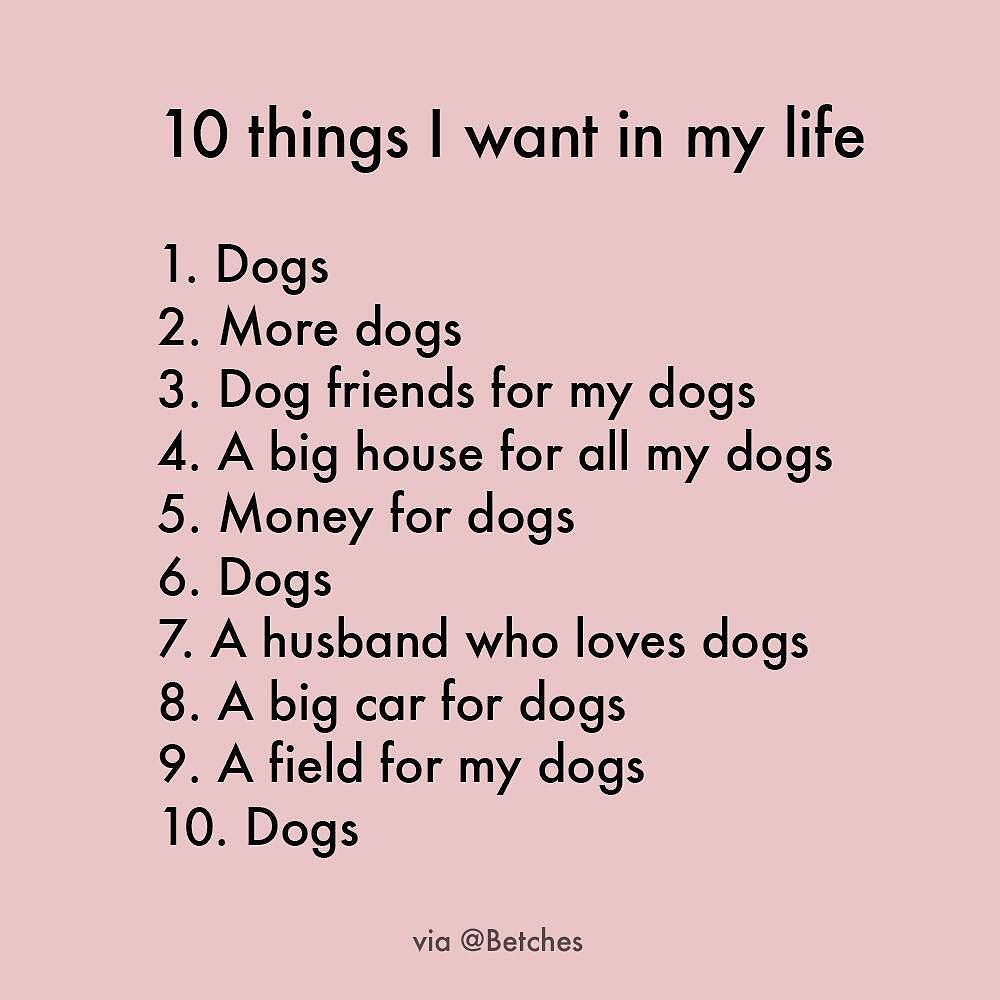 10 things I want in my life
1. Dogs
2. More dogs
3. Dog friends for my dogs
4. A big house for all my dogs
5. Money for dogs
6. Dogs
7. A husband who loves dogs
8. A big car for dogs
9. A field for my dogs
10. Dogs
via @Betches